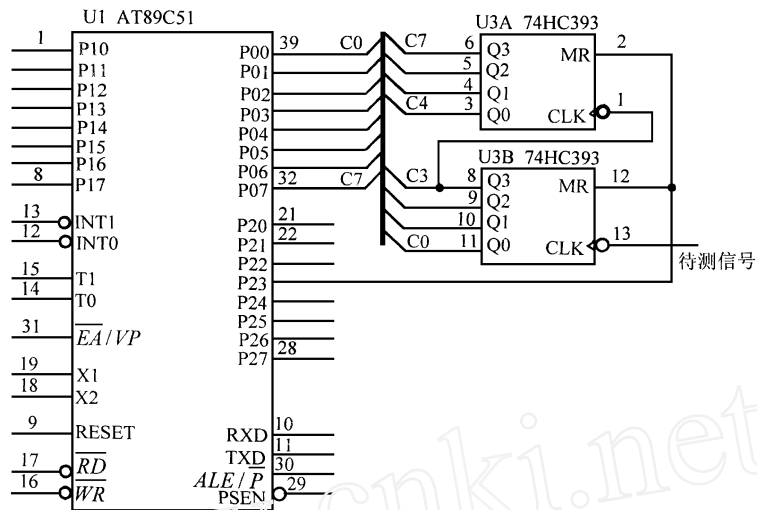 U1 AT89C51
1 P10
P11
P12
P13
P14
P15
P16
8 P17
13 INT1
12 INT0
15 T1
14 T0
31 EA/VP
19 X1
18 X2
9 RESET
17 RD
16 WR
P00 39 C0
P01
P02
P03
P04
P05
P06
P07 32 C7
P20 21
P21 22
P22
P23
P24
P25
P26
P27 28
RXD 10
TXD 11
ALE/P 30
PSEN 29
U3A 74HC393
C7 6 Q3 MR 2
5 Q2
4 Q1
C4 3 Q0 CLK 1
U3B 74HC393
C3 8 Q3 MR 12
9 Q2
10 Q1
C0 11 Q0 CLK 13
待测信号
cnki.net